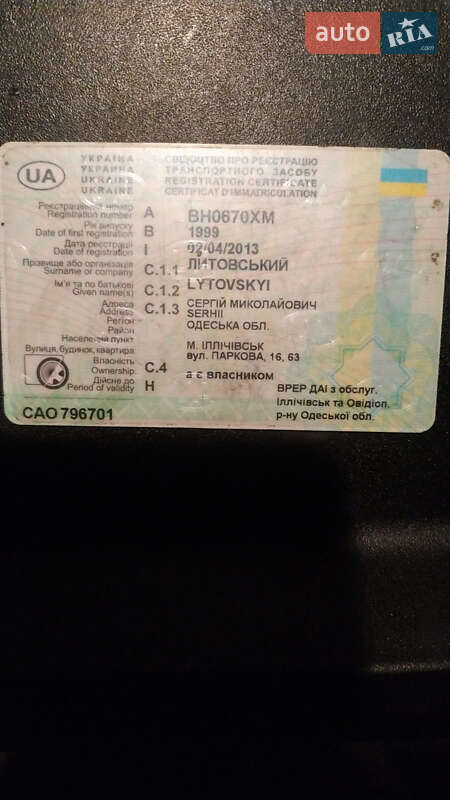 auto RIA.com
UA
УКРАЇНА СВІДОЦТВО ПРО РЕЄСТРАЦІЮ
УКРАИНА ТРАНСПОРТНОГО ЗАСОБУ
UKRAINE REGISTRATION CERTIFICATE
UKRAINE CERTIFICAT D'IMMATRICULATION
Реєстраційний номер
Registration number A BH0670XM
Рік випуску
Date of first registration B 1999
Дата реєстрації
Date of registration I 02/04/2013
Прізвище або організація
Surname or company C.1.1 ЛИТОВСЬКИЙ
LYTOVSKYI
Ім'я та по батькові
Given name(s) C.1.2 СЕРГІЙ МИКОЛАЙОВИЧ
SERHII
Адреса
Address C.1.3 ОДЕСЬКА ОБЛ.
Регіон
Район
Населений пункт М. ІЛЛІЧІВСЬК
Вулиця, будинок, квартира вул. ПАРКОВА, 16, 63
Власність
Ownership. C.4 а є власником
Дійсне до
Period of validity H
ВРЕР ДАІ з обслуг.
Іллічівськ та Овідіоп.
р-ну Одеської обл.
CAO 796701